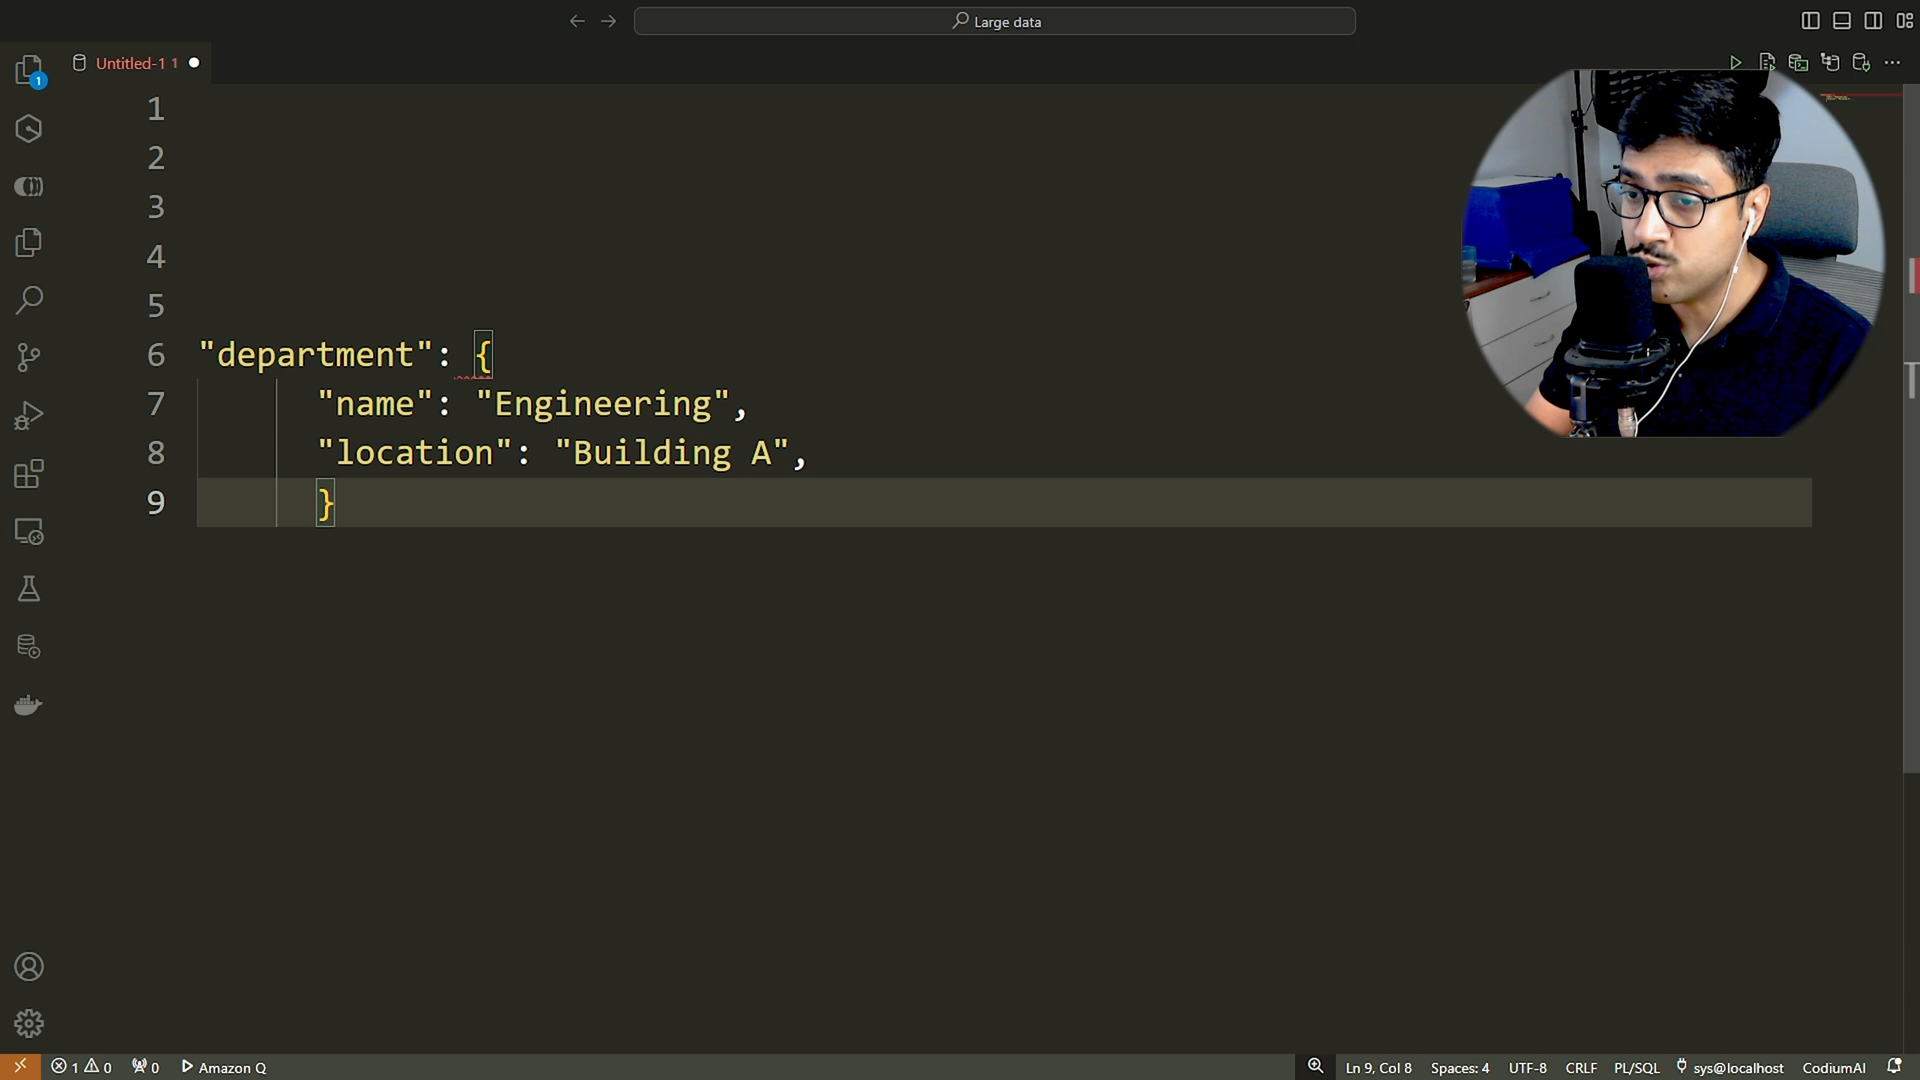 Large data
Untitled-1 1
1
1
2
3
4
5
6 "department": {
7 "name": "Engineering",
8 "location": "Building A",
9 }
1 0 0 Amazon Q Ln 9, Col 8 Spaces: 4 UTF-8 CRLF PL/SQL sys@localhost CodiumAI